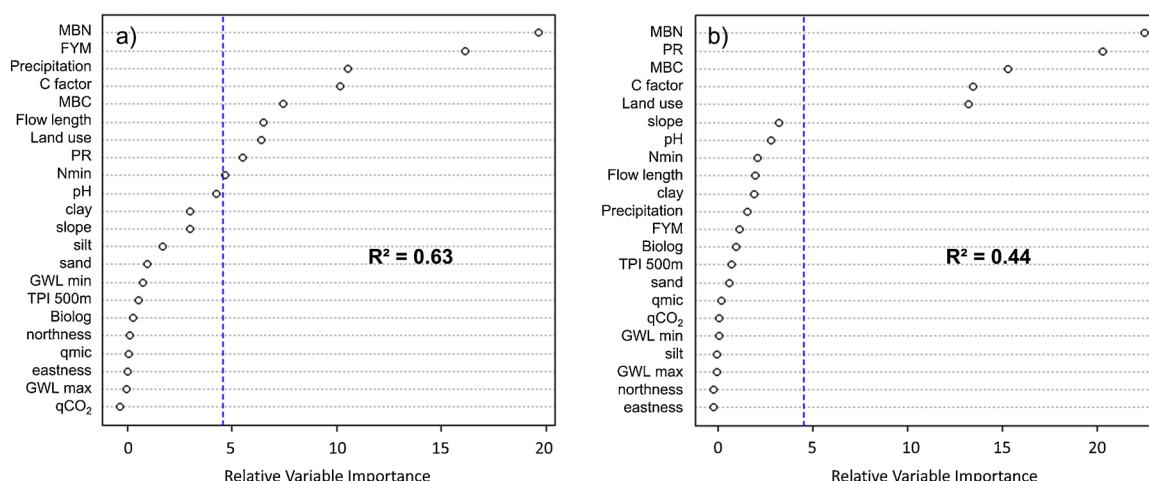 a)
MBN
FYM
Precipitation
C factor
MBC
Flow length
Land use
PR
Nmin
pH
clay
slope
silt
sand
GWL min
TPI 500m
Biolog
northness
qmic
eastness
GWL max
qCO₂
R² = 0.63
0 5 10 15 20
Relative Variable Importance
b)
MBN
PR
MBC
C factor
Land use
slope
pH
Nmin
Flow length
clay
Precipitation
FYM
Biolog
TPI 500m
sand
qmic
qCO₂
GWL min
silt
GWL max
northness
eastness
R² = 0.44
0 5 10 15 20
Relative Variable Importance